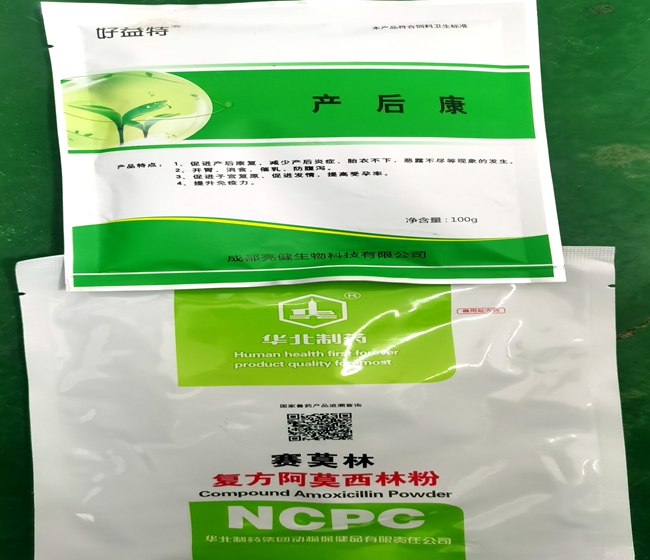 好益特®
本产品符合饲料卫生标准
产后康
产品特点：1、促进产后康复，减少产后炎症、胎衣不下、恶露不尽等现象的发生。
2、开胃、消食、催乳、防腹泻。
3、促进子宫复原、促进发情，提高受孕率。
4、提升免疫力。
净含量：100g
成都亮健生物科技有限公司
®
兽用处方药
华北制药
Human health first forever
product quality foremost
国家兽药产品追溯查询
赛莫林
复方阿莫西林粉
Compound Amoxicillin Powder
NCPC
华北制药集团动物保健品有限责任公司